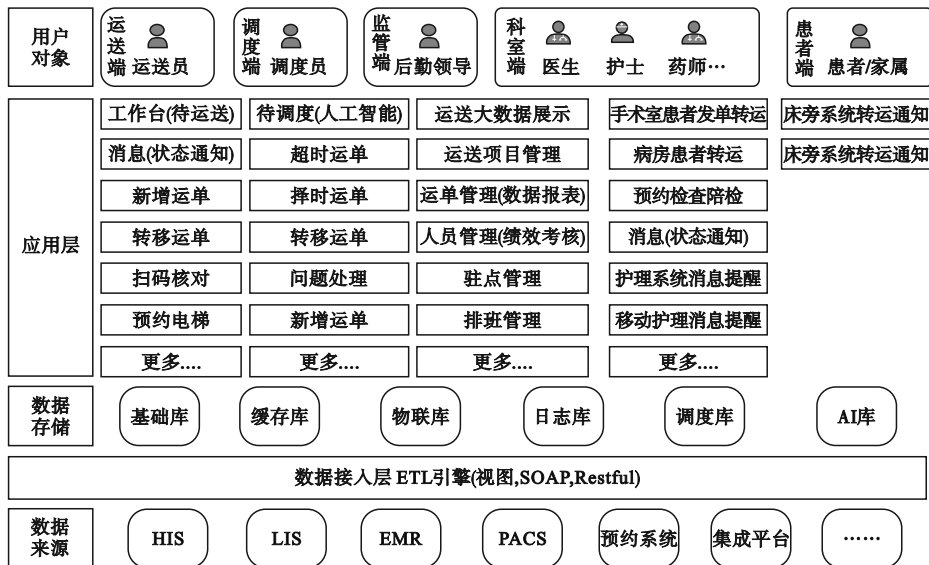 用户
对象
运送端
运送员
调度端
调度员
监管端
后勤领导
科室端
医生
护士
药师…
患者端
患者/家属
应用层
工作台(待运送)
待调度(人工智能)
运送大数据展示
手术室患者发单转运
床旁系统转运通知
消息(状态通知)
超时运单
运送项目管理
病房患者转运
床旁系统转运通知
新增运单
择时运单
运单管理(数据报表)
预约检查陪检
转移运单
转移运单
人员管理(绩效考核)
消息(状态通知)
扫码核对
问题处理
驻点管理
护理系统消息提醒
预约电梯
新增运单
排班管理
移动护理消息提醒
更多....
更多....
更多....
更多....
数据
存储
基础库
缓存库
物联库
日志库
调度库
AI库
数据接入层 ETL引擎(视图,SOAP,Restful)
数据
来源
HIS
LIS
EMR
PACS
预约系统
集成平台
……